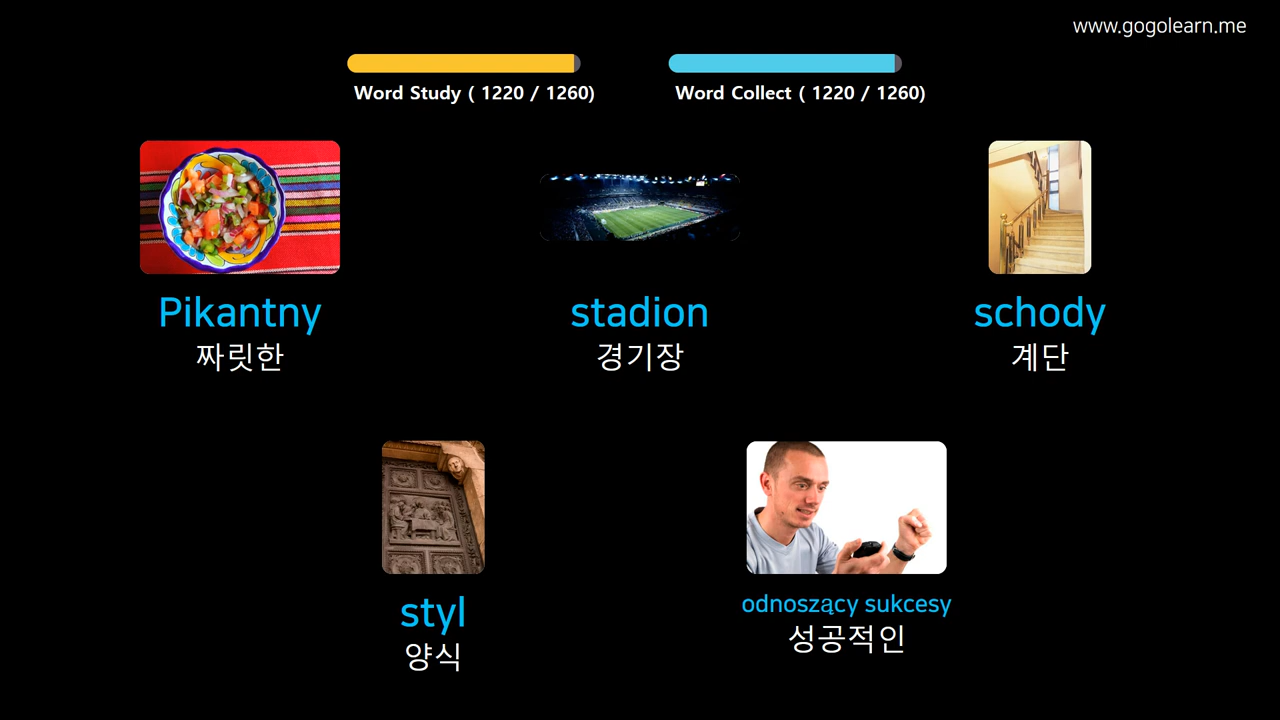 www.gogolearn.me
Word Study ( 1220 / 1260)
Word Collect ( 1220 / 1260)
Pikantny
짜릿한
stadion
경기장
schody
계단
styl
양식
odnoszący sukcesy
성공적인